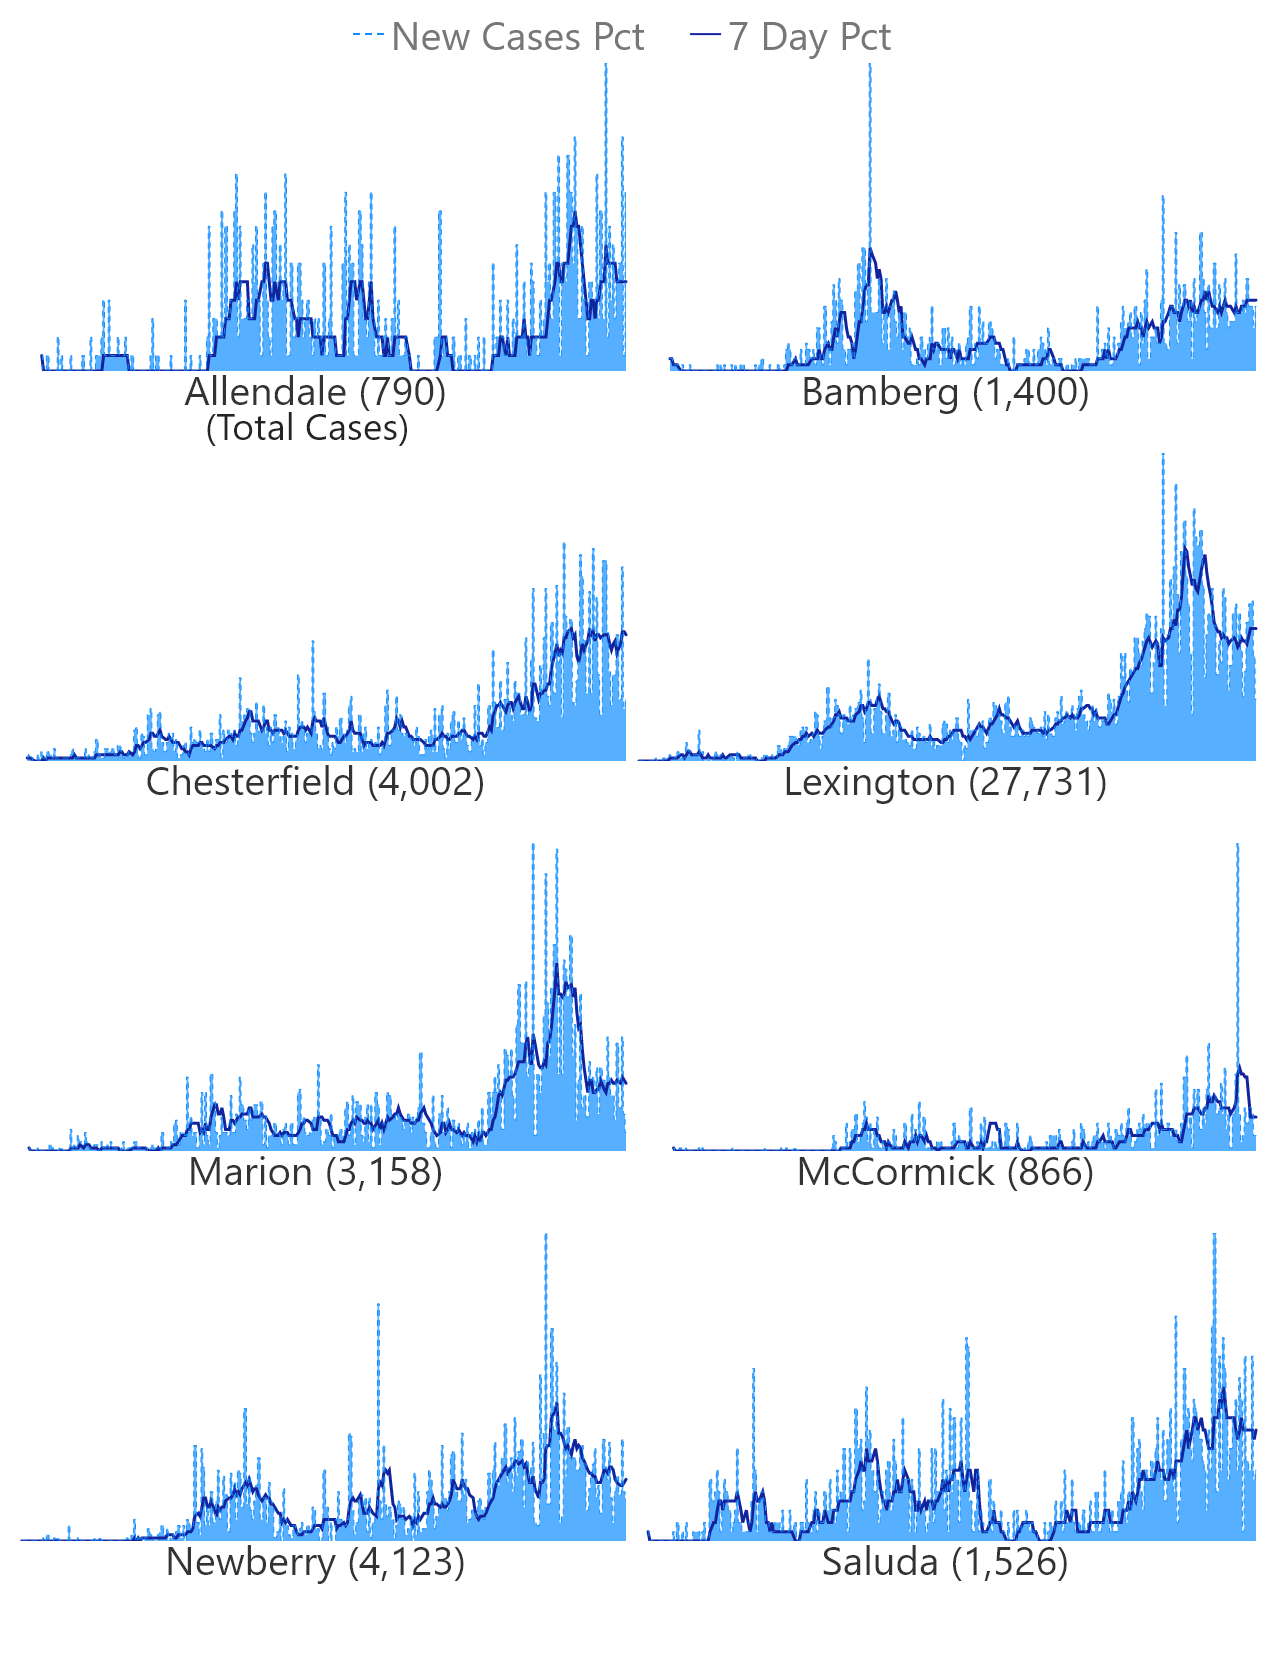 New Cases Pct 7 Day Pct
Allendale (790) Bamberg (1,400)
(Total Cases)
Chesterfield (4,002) Lexington (27,731)
Marion (3,158) McCormick (866)
Newberry (4,123) Saluda (1,526)